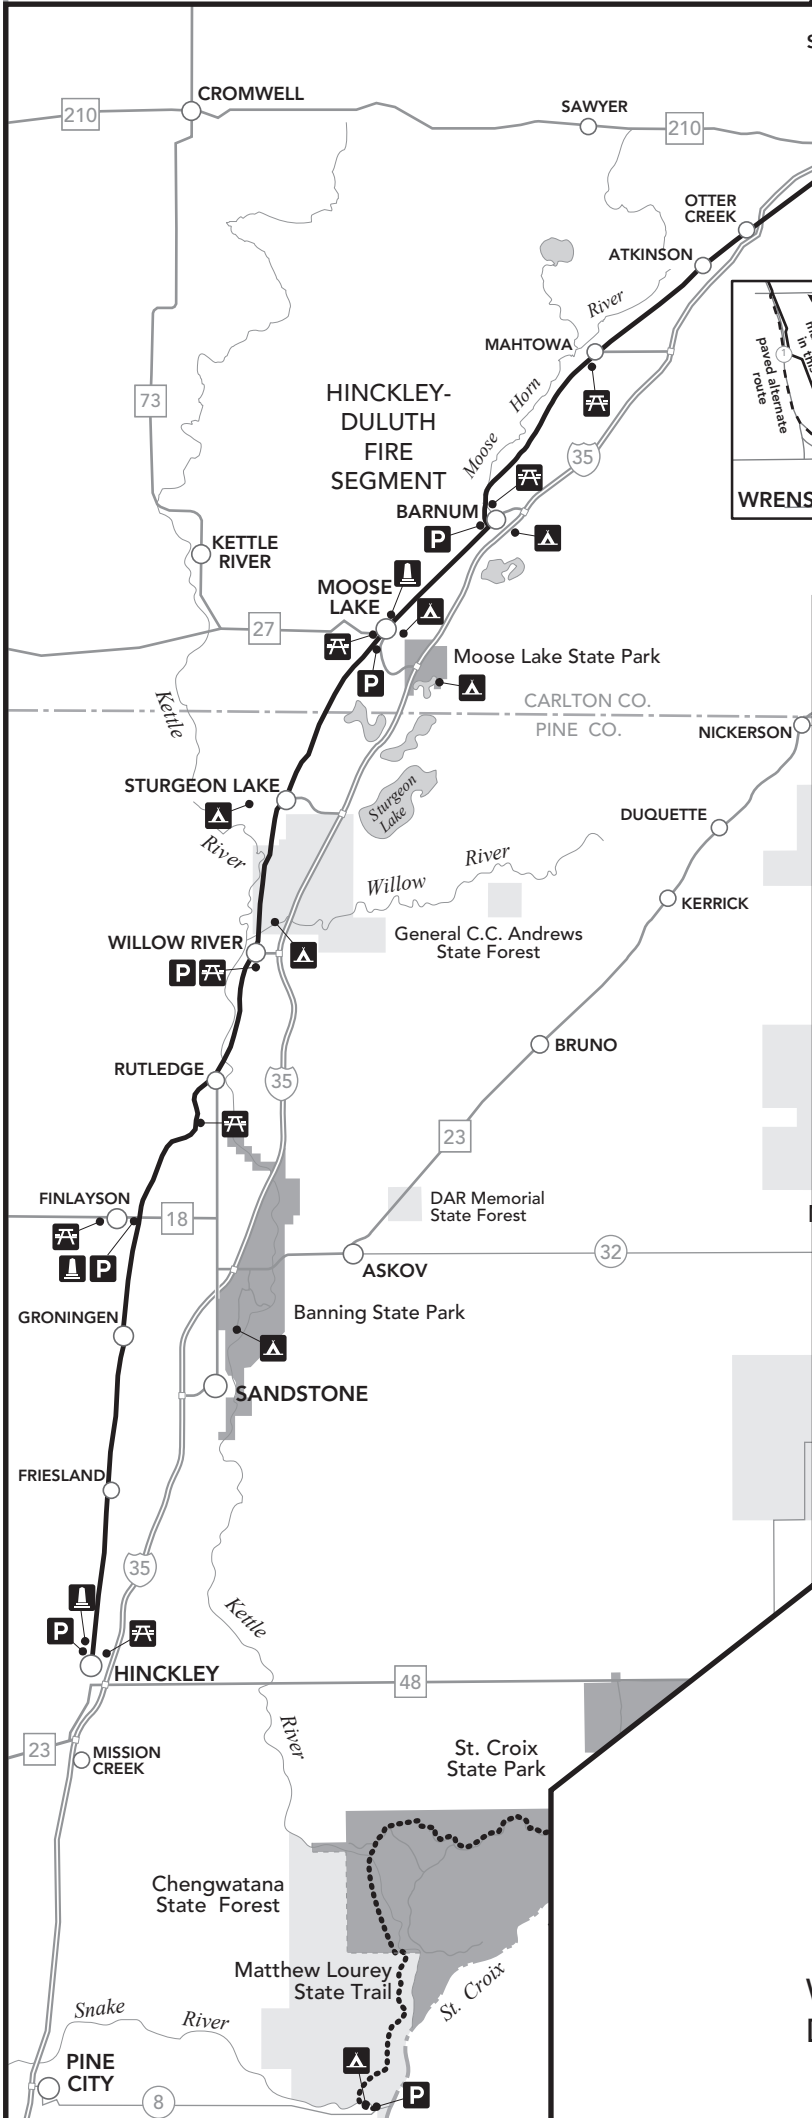 CROMWELL
210
SAWYER
210
OTTER
CREEK
ATKINSON
River
MAHTOWA
Horn
Moose
HINCKLEY-
DULUTH
FIRE
SEGMENT
73
35
paved alternate
route
1
in this
WRENS
BARNUM
P
KETTLE
RIVER
MOOSE
LAKE
27
P
Moose Lake State Park
CARLTON CO.
PINE CO.
Kettle
River
NICKERSON
STURGEON LAKE
Sturgeon
Lake
DUQUETTE
Willow
River
KERRICK
General C.C. Andrews
State Forest
WILLOW RIVER
P
BRUNO
RUTLEDGE
35
23
FINLAYSON
18
P
DAR Memorial
State Forest
ASKOV
32
GRONINGEN
Banning State Park
SANDSTONE
FRIESLAND
35
Kettle
River
P
HINCKLEY
48
23
MISSION
CREEK
St. Croix
State Park
Chengwatana
State Forest
Matthew Lourey
State Trail
St. Croix
Snake
River
PINE
CITY
8
P